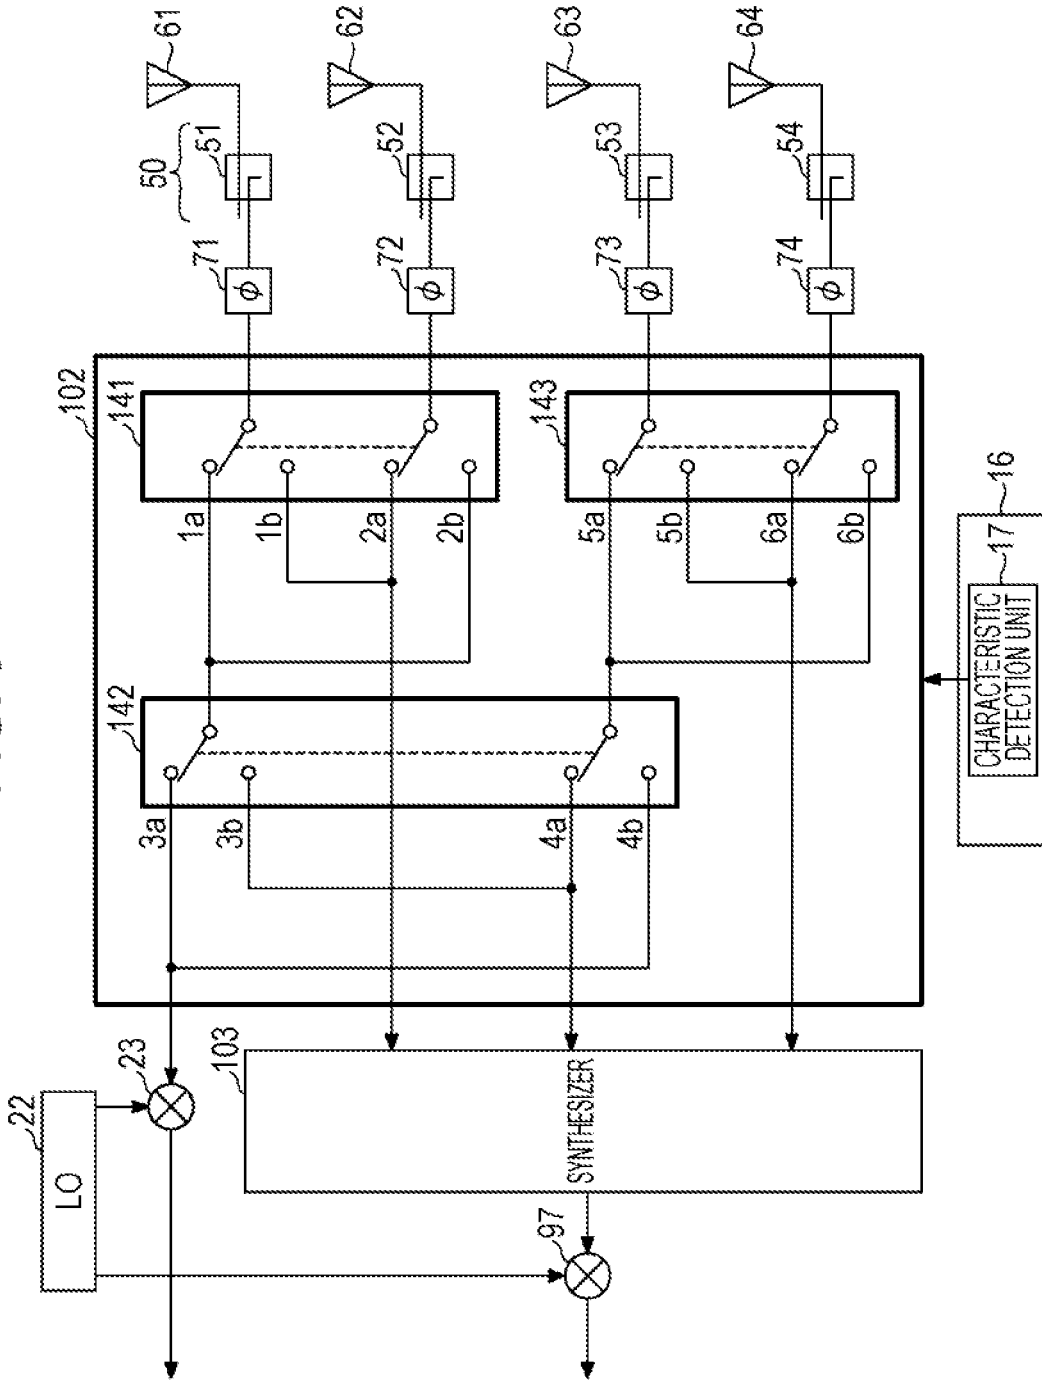 61
62
63
64
50
51
52
53
54
71
72
73
74
ϕ
ϕ
ϕ
ϕ
102
141
143
1a
1b
2a
2b
5a
5b
6a
6b
142
3a
3b
4a
4b
16
17
CHARACTERISTIC
DETECTION UNIT
22
LO
23
103
SYNTHESIZER
97